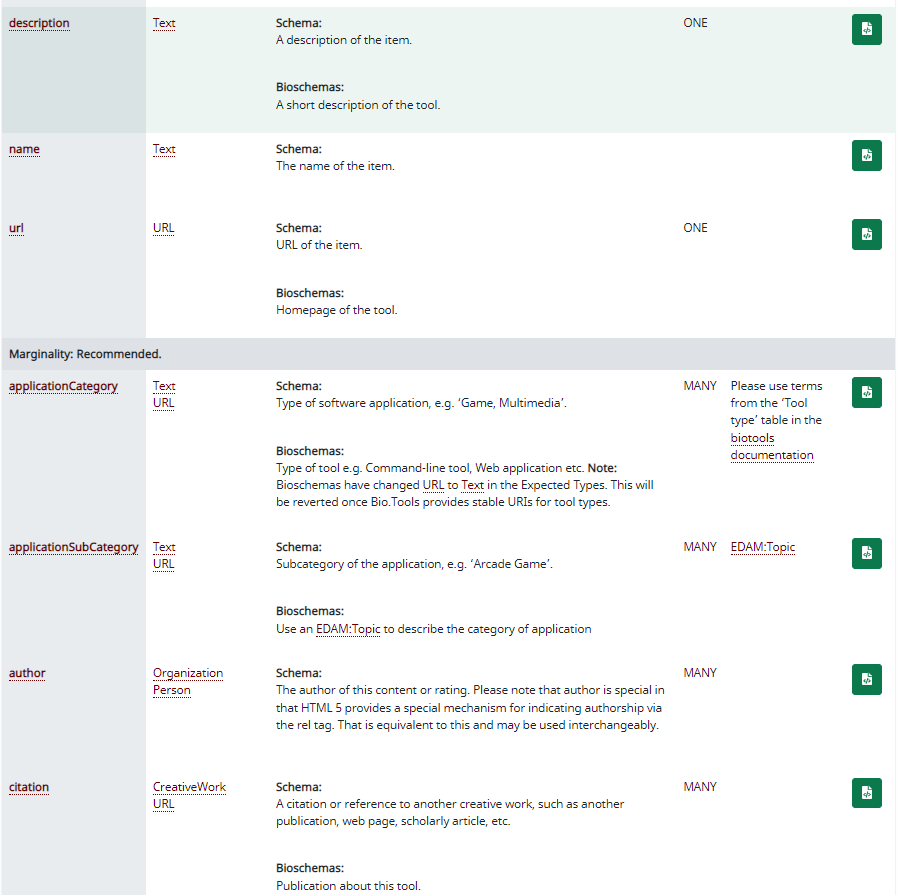 description Text Schema: ONE
A description of the item.
Bioschemas:
A short description of the tool.
name Text Schema:
The name of the item.
url URL Schema: ONE
URL of the item.
Bioschemas:
Homepage of the tool.
Marginality: Recommended.
applicationCategory Text Schema: MANY Please use terms
URL Type of software application, e.g. ‘Game, Multimedia’. from the ‘Tool
type’ table in the
Bioschemas: biotools
documentation
Type of tool e.g. Command-line tool, Web application etc. Note:
Bioschemas have changed URL to Text in the Expected Types. This will
be reverted once Bio.Tools provides stable URIs for tool types.
applicationSubCategory Text Schema: MANY EDAM:Topic
URL Subcategory of the application, e.g. ‘Arcade Game’.
Bioschemas:
Use an EDAM:Topic to describe the category of application
author Organization Schema: MANY
Person The author of this content or rating. Please note that author is special in
that HTML 5 provides a special mechanism for indicating authorship via
the rel tag. That is equivalent to this and may be used interchangeably.
citation CreativeWork Schema: MANY
URL A citation or reference to another creative work, such as another
publication, web page, scholarly article, etc.
Bioschemas:
Publication about this tool.